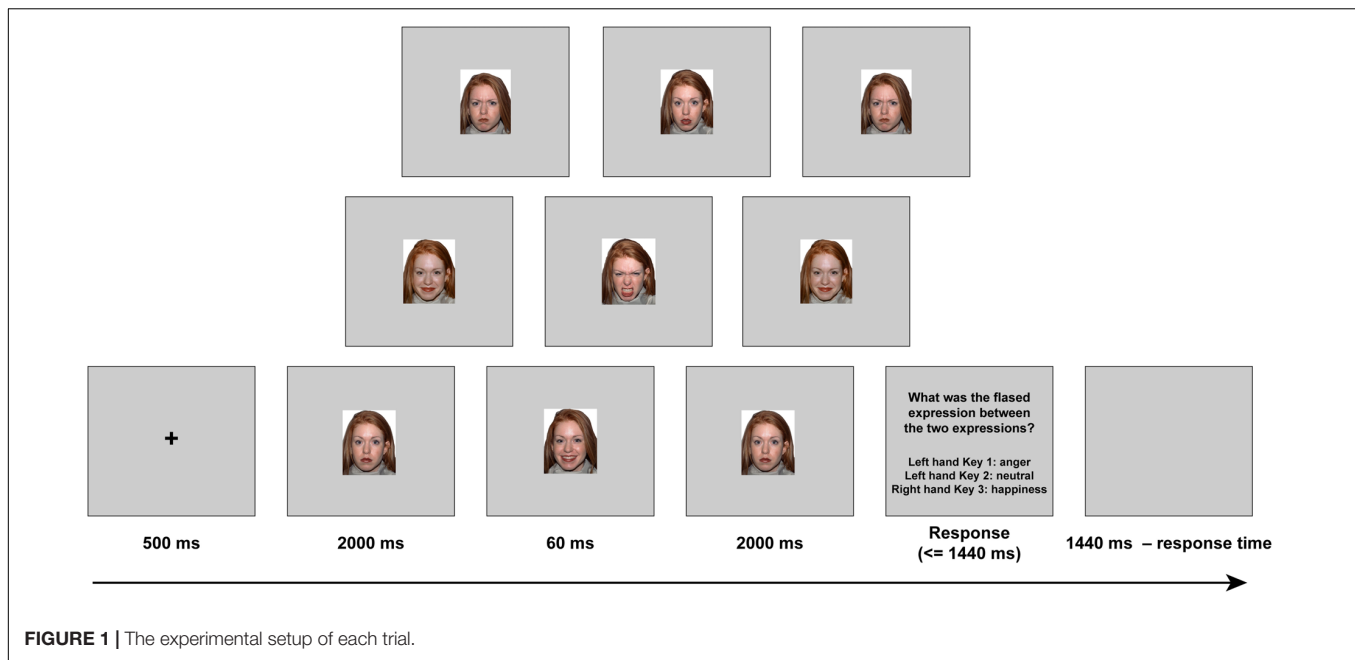 +
What was the flased
expression between
the two expressions?
Left hand Key 1: anger
Left hand Key 2: neutral
Right hand Key 3: happiness
500 ms
2000 ms
60 ms
2000 ms
Response
(<= 1440 ms)
1440 ms – response time
FIGURE 1 | The experimental setup of each trial.